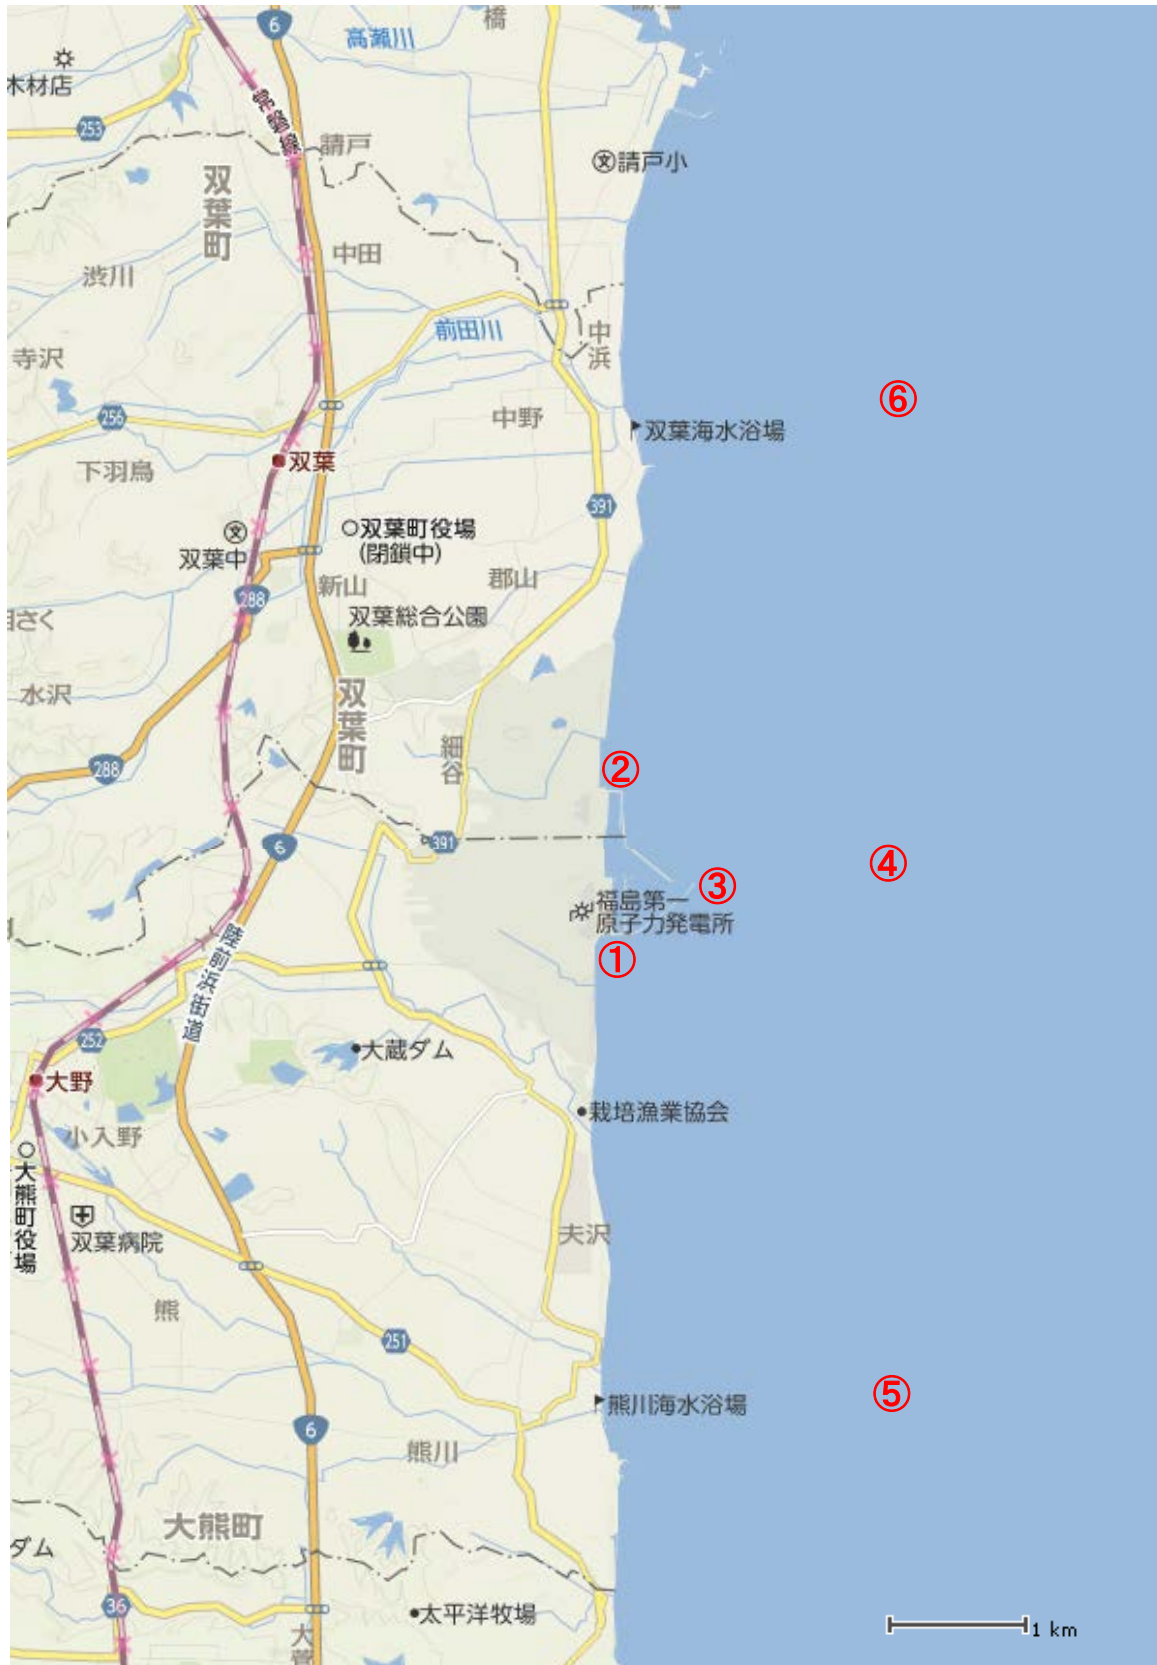 6
橋
高瀬川
木材店
253
常磐線
請戸
請戸小
双葉町
中田
渋川
前田川
中浜
寺沢
⑥
256
中野
双葉海水浴場
双葉
下羽鳥
391
双葉町役場
(閉鎖中)
双葉中
新山
郡山
288
双葉総合公園
さく
水沢
双葉町
細谷
288
②
391
6
④
③
福島第一
原子力発電所
①
陸前浜街道
252
大蔵ダム
大野
栽培漁業協会
小入野
大熊町役場
双葉病院
夫沢
熊
251
⑤
熊川海水浴場
6
熊川
大熊町
ダム
36
太平洋牧場
大菅
1 km